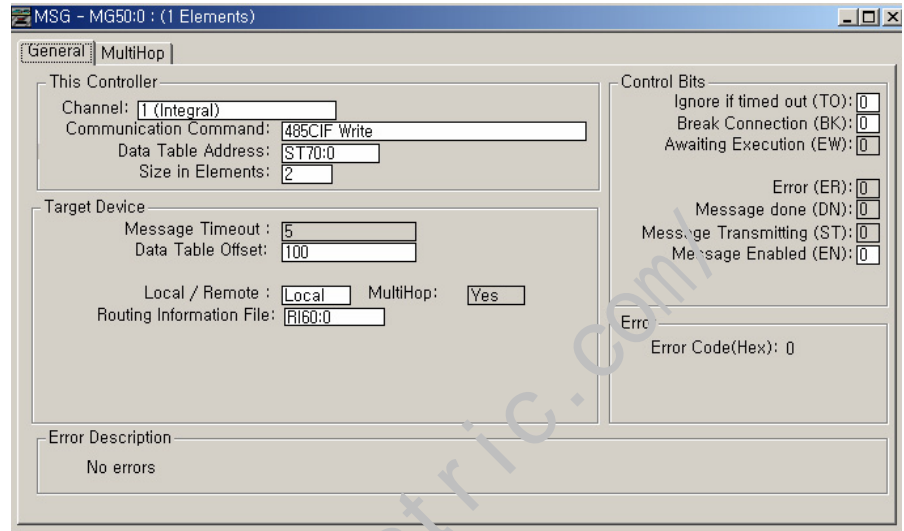 MSG - MG50:0 : (1 Elements)
General MultiHop
This Controller
Channel: 1 (Integral)
Communication Command: 485CIF Write
Data Table Address: ST70:0
Size in Elements: 2
Target Device
Message Timeout : 5
Data Table Offset: 100
Local / Remote : Local MultiHop: Yes
Routing Information File: RI60:0
Control Bits
Ignore if timed out (TO): 0
Break Connection (BK): 0
Awaiting Execution (EW): 0
Error (ER): 0
Message done (DN): 0
Message Transmitting (ST): 0
Message Enabled (EN): 0
Error
Error Code(Hex): 0
Error Description
No errors
tric.com/